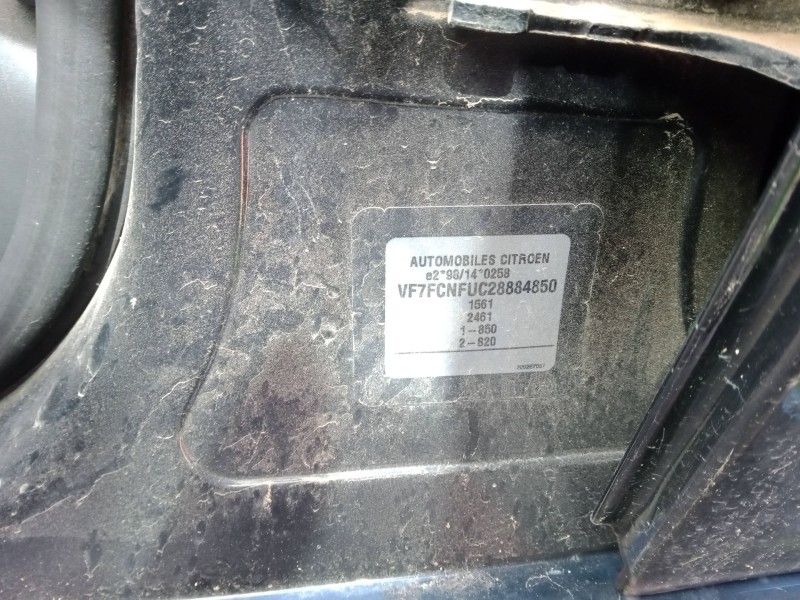 AUTOMOBILES CITROEN
e2*98/14*0258
VF7FCNFUC28884850
1561
2461
1-850
2-820